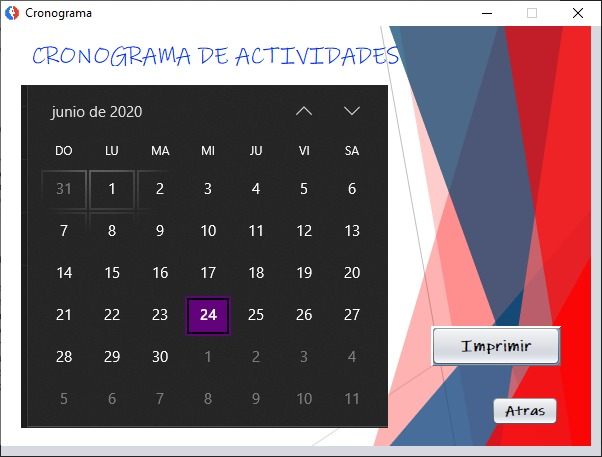 Cronograma
CRONOGRAMA DE ACTIVIDADES
junio de 2020
DO LU MA MI JU VI SA
31 1 2 3 4 5 6
7 8 9 10 11 12 13
14 15 16 17 18 19 20
21 22 23 24 25 26 27
28 29 30 1 2 3 4
5 6 7 8 9 10 11
Imprimir
Atras